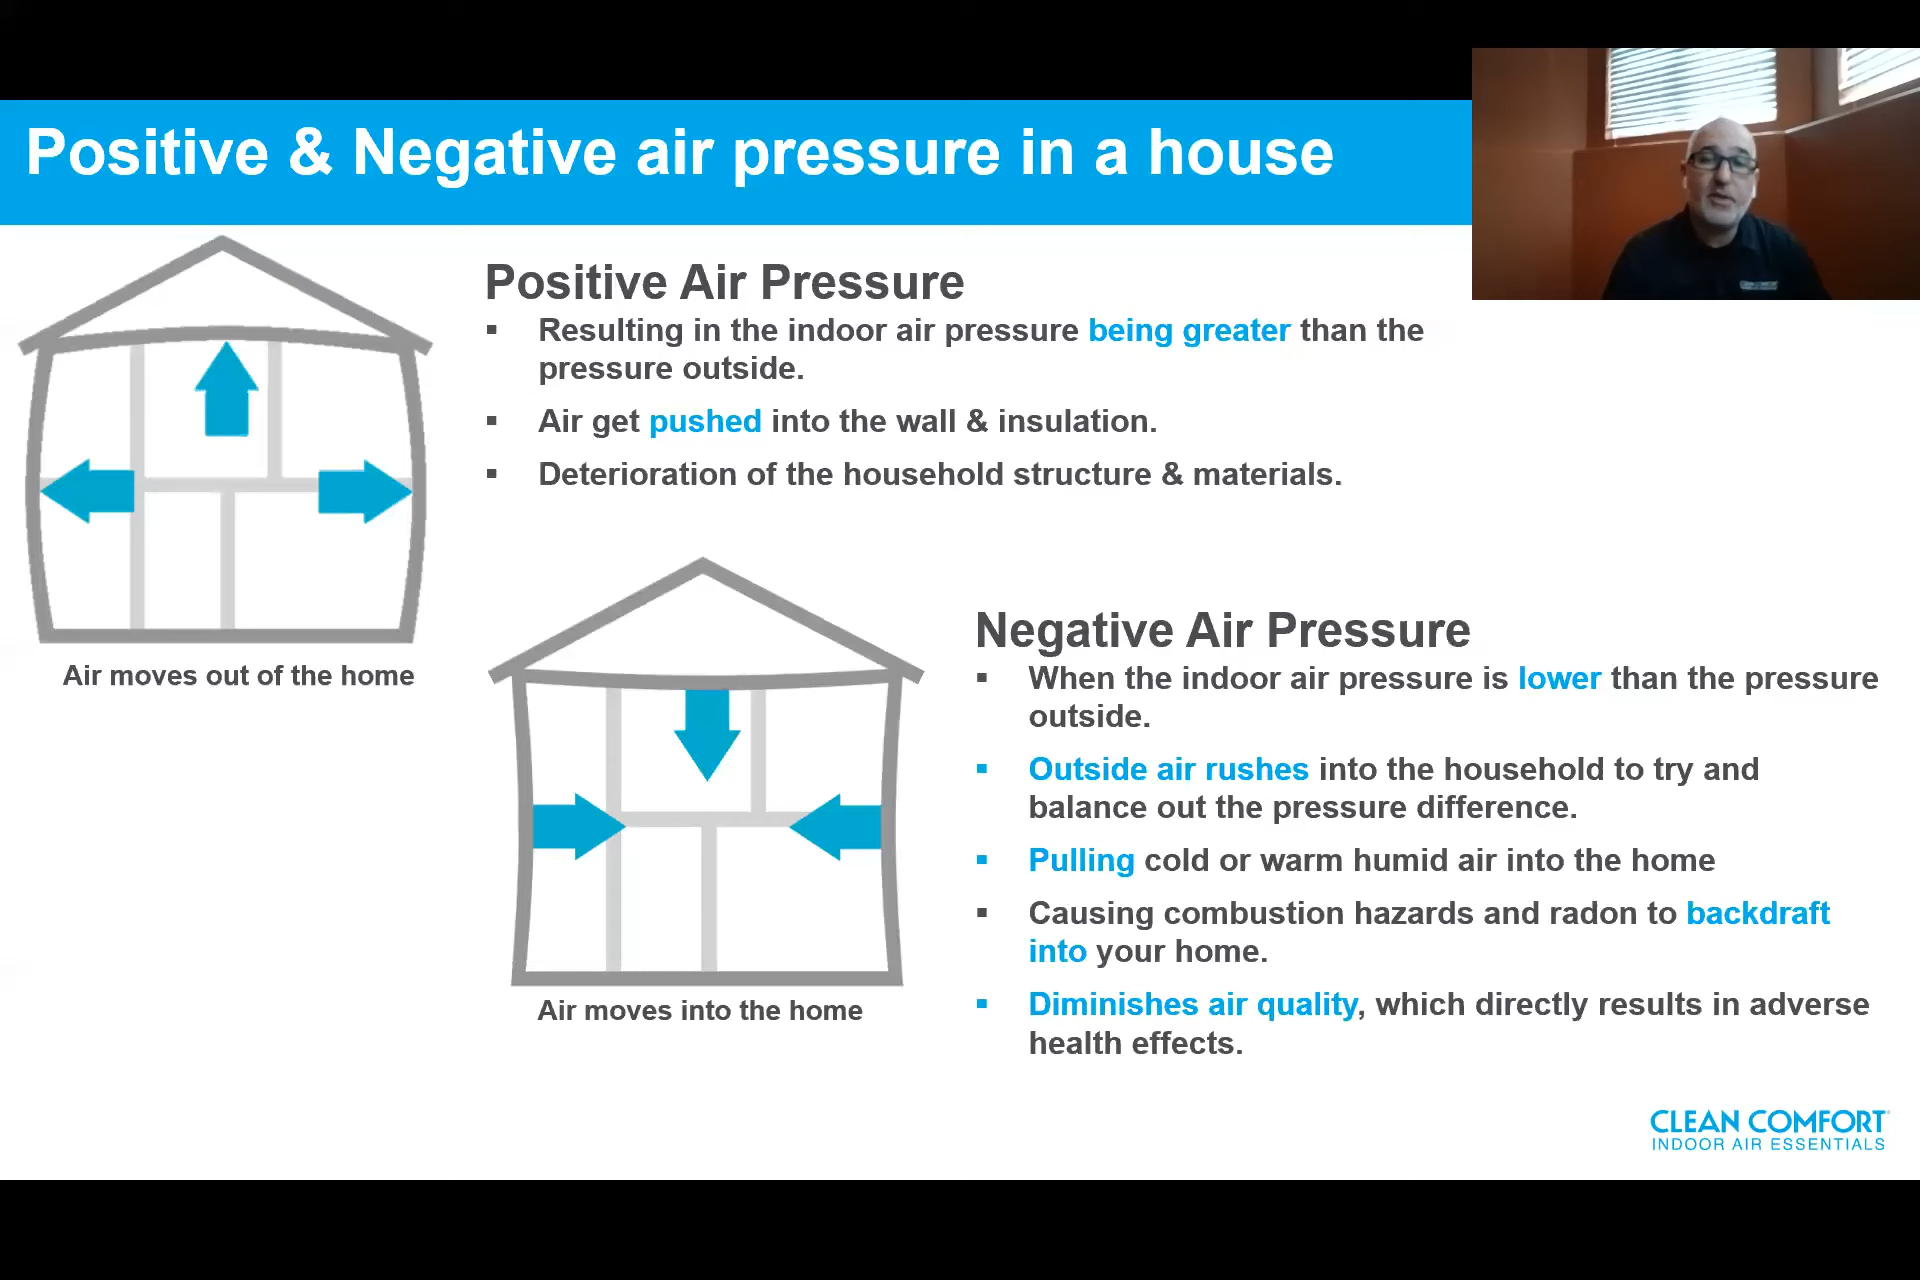 Positive & Negative air pressure in a house
Positive Air Pressure
▪ Resulting in the indoor air pressure being greater than the
pressure outside.
▪ Air get pushed into the wall & insulation.
▪ Deterioration of the household structure & materials.
Air moves out of the home
Negative Air Pressure
▪ When the indoor air pressure is lower than the pressure
outside.
▪ Outside air rushes into the household to try and
balance out the pressure difference.
▪ Pulling cold or warm humid air into the home
▪ Causing combustion hazards and radon to backdraft
into your home.
▪ Diminishes air quality, which directly results in adverse
health effects.
Air moves into the home
CLEAN COMFORT
INDOOR AIR ESSENTIALS